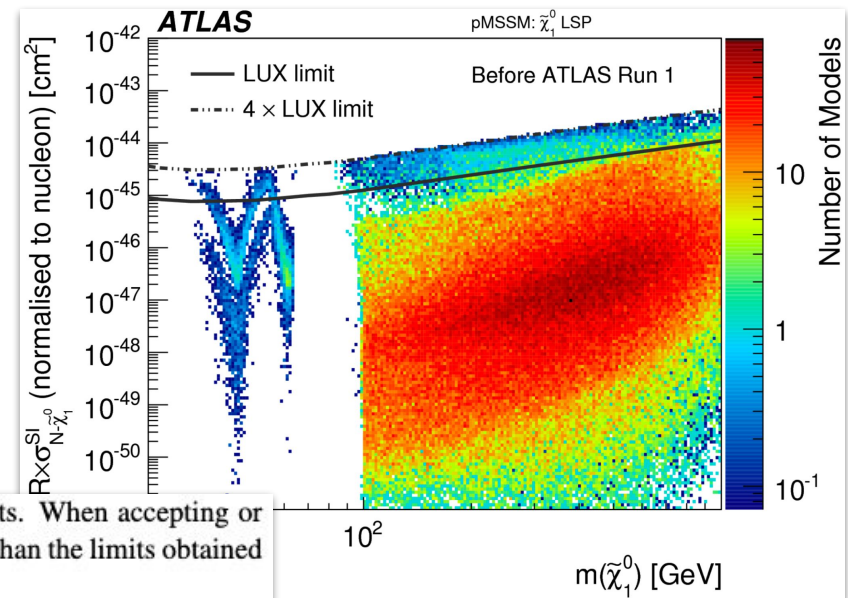 ATLAS
pMSSM: χ̃₁⁰ LSP
LUX limit
4 × LUX limit
Before ATLAS Run 1
R×σ^SI_N-χ̃₁⁰ (normalised to nucleon) [cm²]
10⁻⁴²
10⁻⁴³
10⁻⁴⁴
10⁻⁴⁵
10⁻⁴⁶
10⁻⁴⁷
10⁻⁴⁸
10⁻⁴⁹
10⁻⁵⁰
10²
m(χ̃₁⁰) [GeV]
Number of Models
10
1
10⁻¹
ts. When accepting or
han the limits obtained